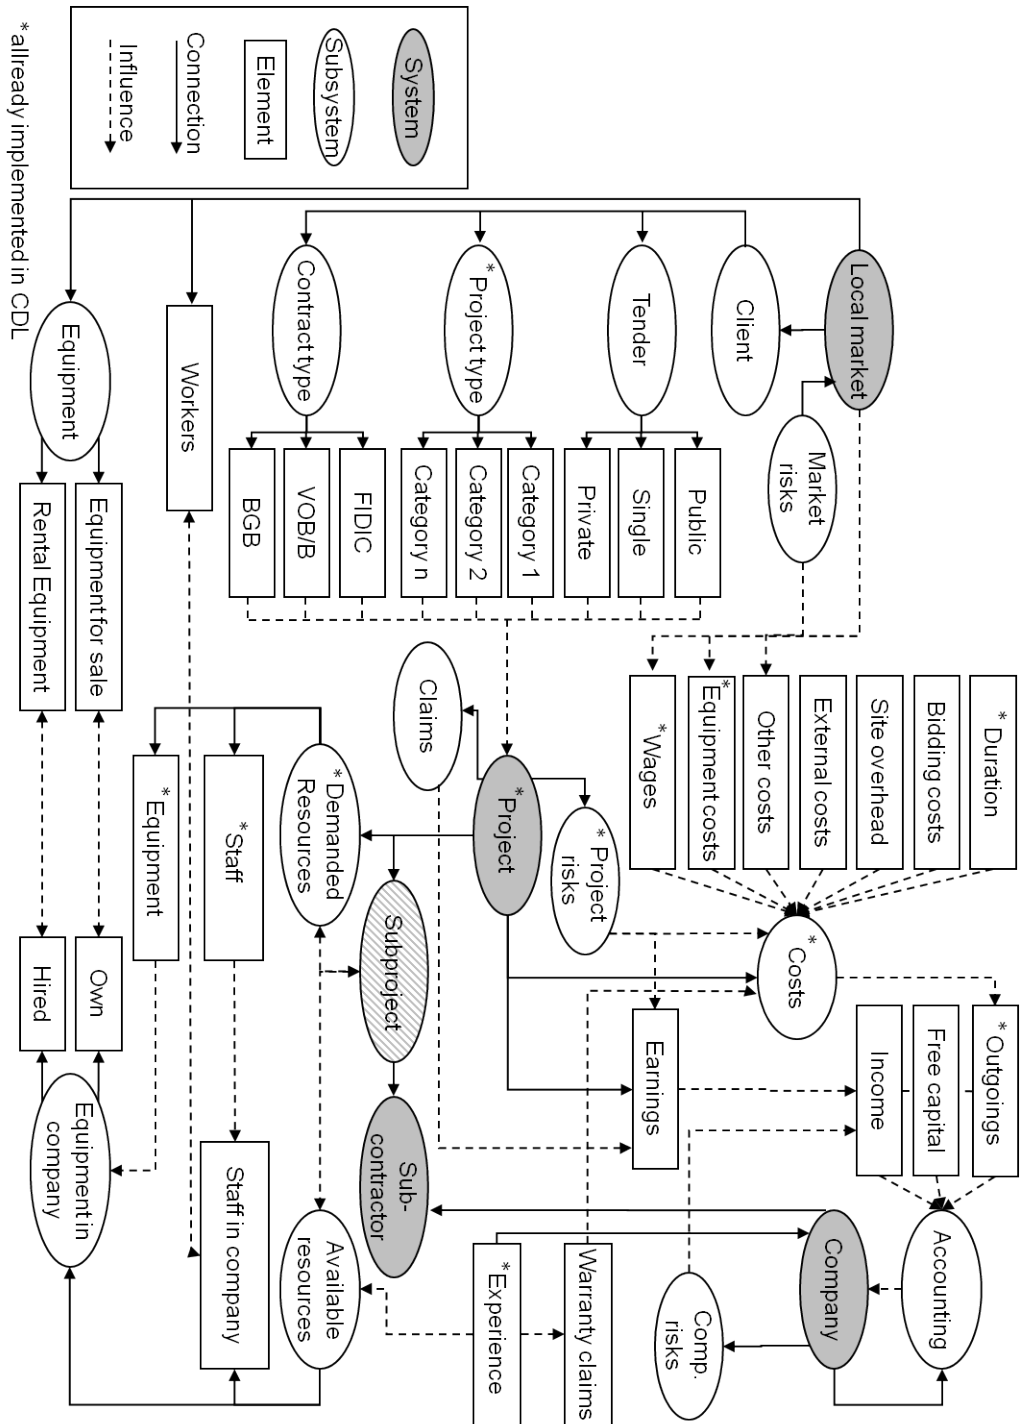 Local market
Client
Market
risks
Tender
Public
Single
Private
* Project type
Category 1
Category 2
Category n
Contract type
FIDIC
VOB/B
BGB
Workers
Equipment
Equipment for sale
Rental Equipment
* Duration
Bidding costs
Site overhead
External costs
Other costs
* Equipment costs
* Wages
Claims
* Project
* Project
risks
* Demanded
Resources
* Staff
* Equipment
Subproject
* Costs
Earnings
* Outgoings
Free capital
Income
Accounting
Company
Comp.
risks
Sub-
contractor
Warranty claims
* Experience
Available
resources
Staff in company
Own
Hired
Equipment in
company
System
Subsystem
Element
Connection
Influence
* allready implemented in CDL